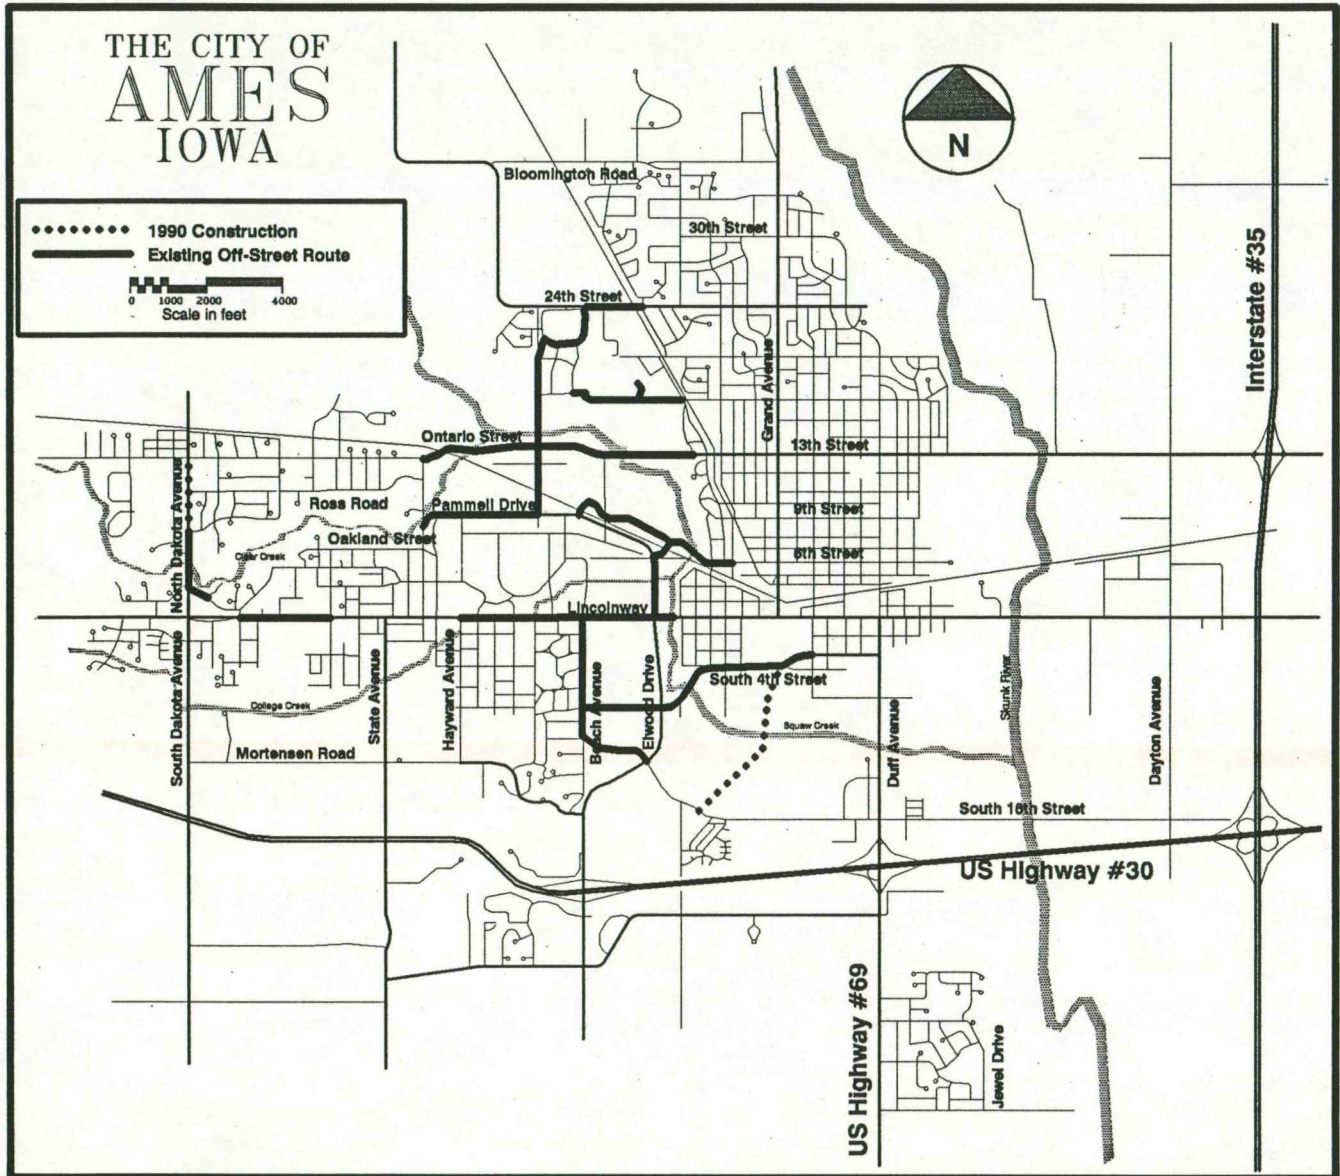 THE CITY OF
AMES
IOWA
N
1990 Construction
Existing Off-Street Route
0 1000 2000 4000
Scale in feet
Bloomington Road
30th Street
24th Street
Interstate #35
Grand Avenue
Ontario Street
13th Street
North Dakota Avenue
Ross Road
Pammell Drive
9th Street
Oakland Street
Clear Creek
6th Street
Lincolnway
South Dakota Avenue
State Avenue
Hayward Avenue
Beach Avenue
Elwood Drive
South 4th Street
Skunk River
College Creek
Squaw Creek
Duff Avenue
Dayton Avenue
Mortensen Road
South 16th Street
US Highway #30
US Highway #69
Jewel Drive